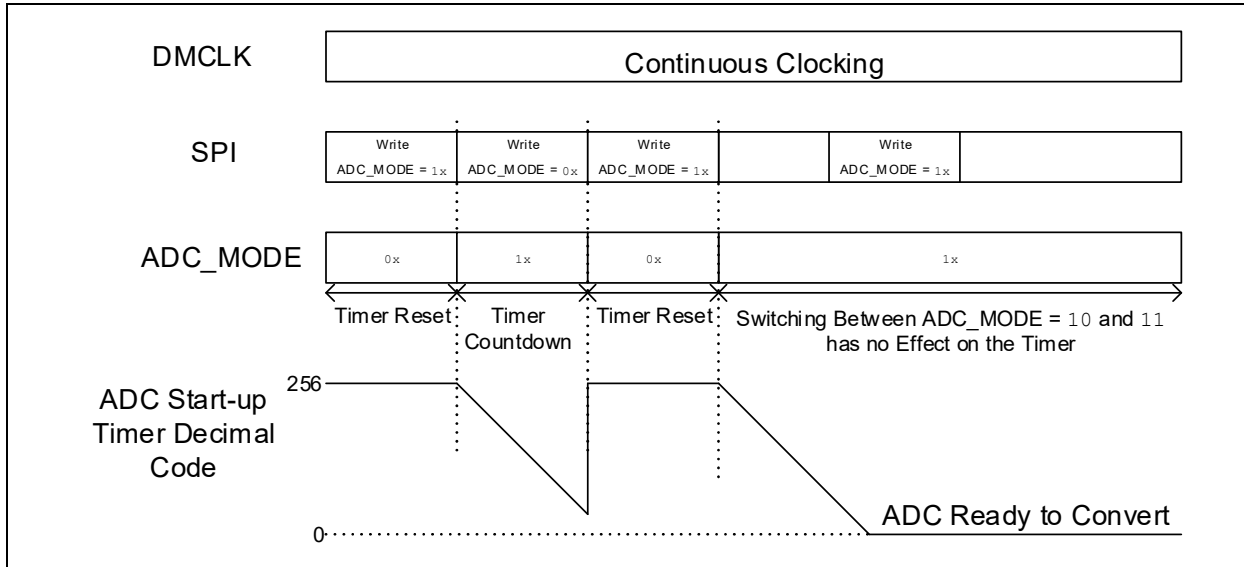 DMCLK
Continuous Clocking
SPI
Write
ADC_MODE = 1x
Write
ADC_MODE = 0x
Write
ADC_MODE = 1x
Write
ADC_MODE = 1x
ADC_MODE
0x
1x
0x
1x
Timer Reset
Timer
Countdown
Timer Reset
Switching Between ADC_MODE = 10 and 11
has no Effect on the Timer
ADC Start-up
Timer Decimal
Code
256
0
ADC Ready to Convert